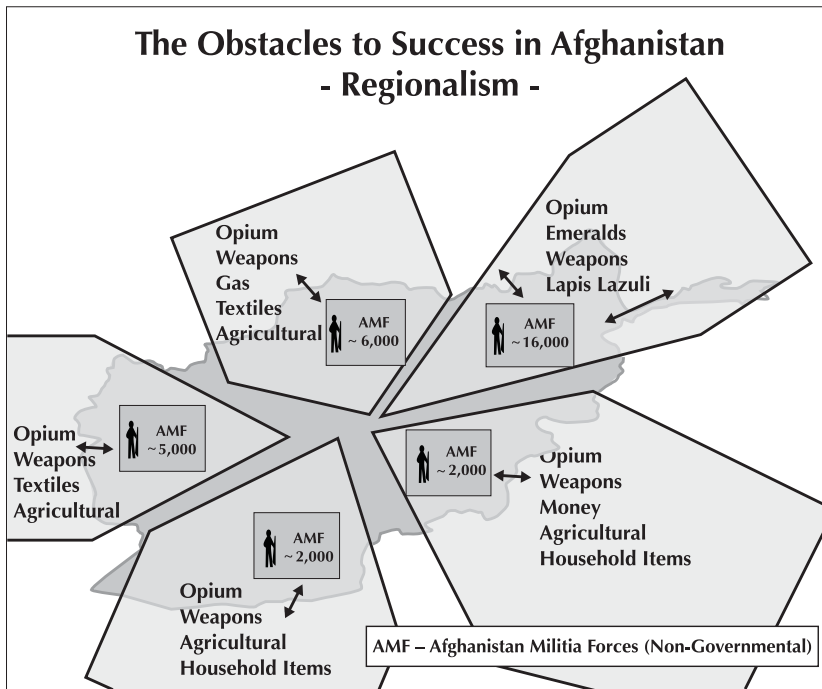 The Obstacles to Success in Afghanistan
- Regionalism -
Opium
Weapons
Gas
Textiles
Agricultural
AMF
~ 6,000
Opium
Emeralds
Weapons
Lapis Lazuli
AMF
~ 16,000
Opium
Weapons
Textiles
Agricultural
AMF
~ 5,000
AMF
~ 2,000
Opium
Weapons
Money
Agricultural
Household Items
AMF
~ 2,000
Opium
Weapons
Agricultural
Household Items
AMF – Afghanistan Militia Forces (Non-Governmental)